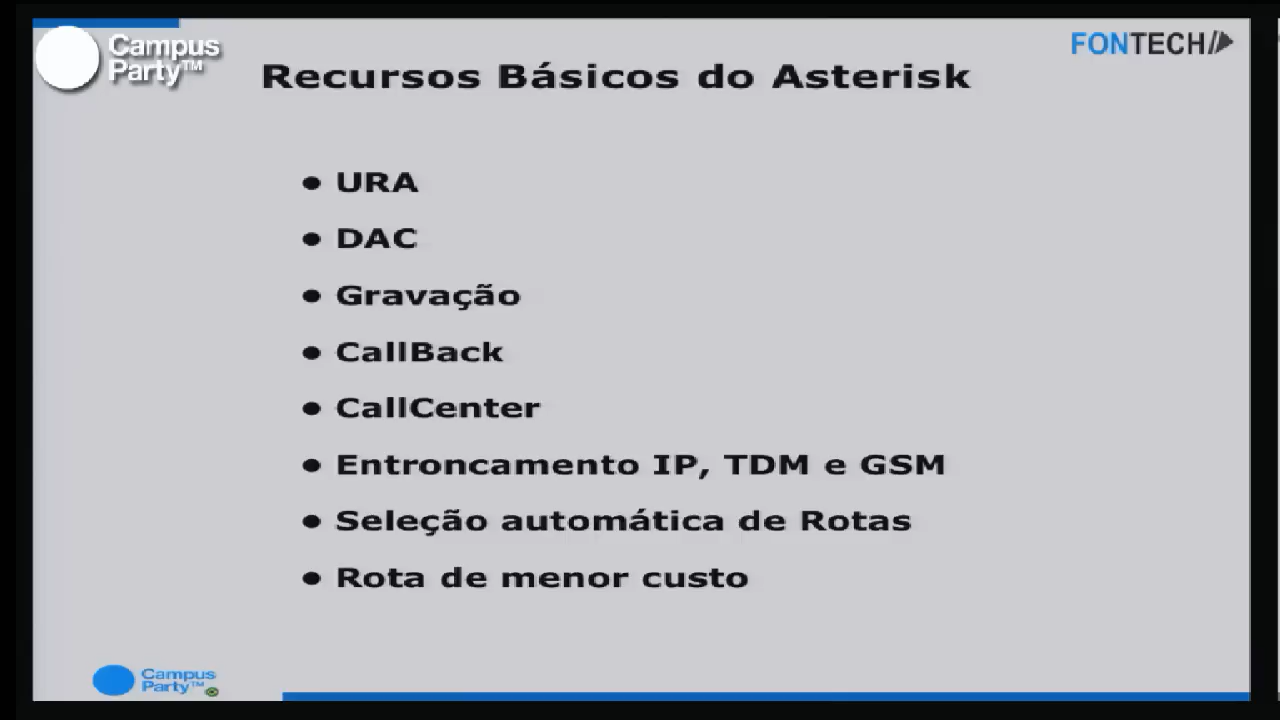 Campus
Party™
FONTECH
Recursos Básicos do Asterisk
• URA
• DAC
• Gravação
• CallBack
• CallCenter
• Entroncamento IP, TDM e GSM
• Seleção automática de Rotas
• Rota de menor custo
Campus
Party™